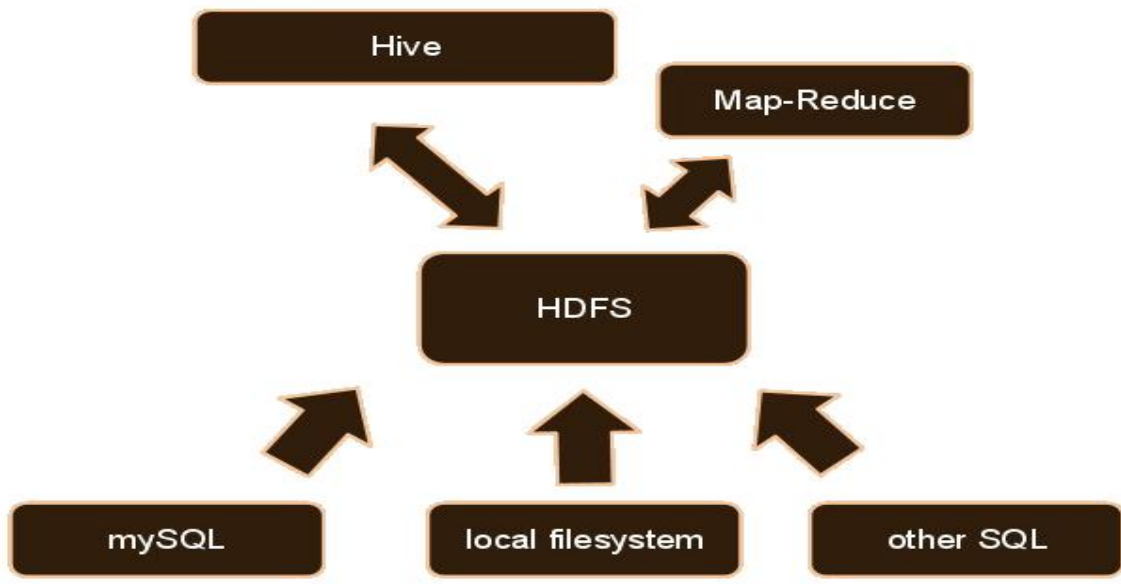 Hive
Map-Reduce
HDFS
mySQL
local filesystem
other SQL